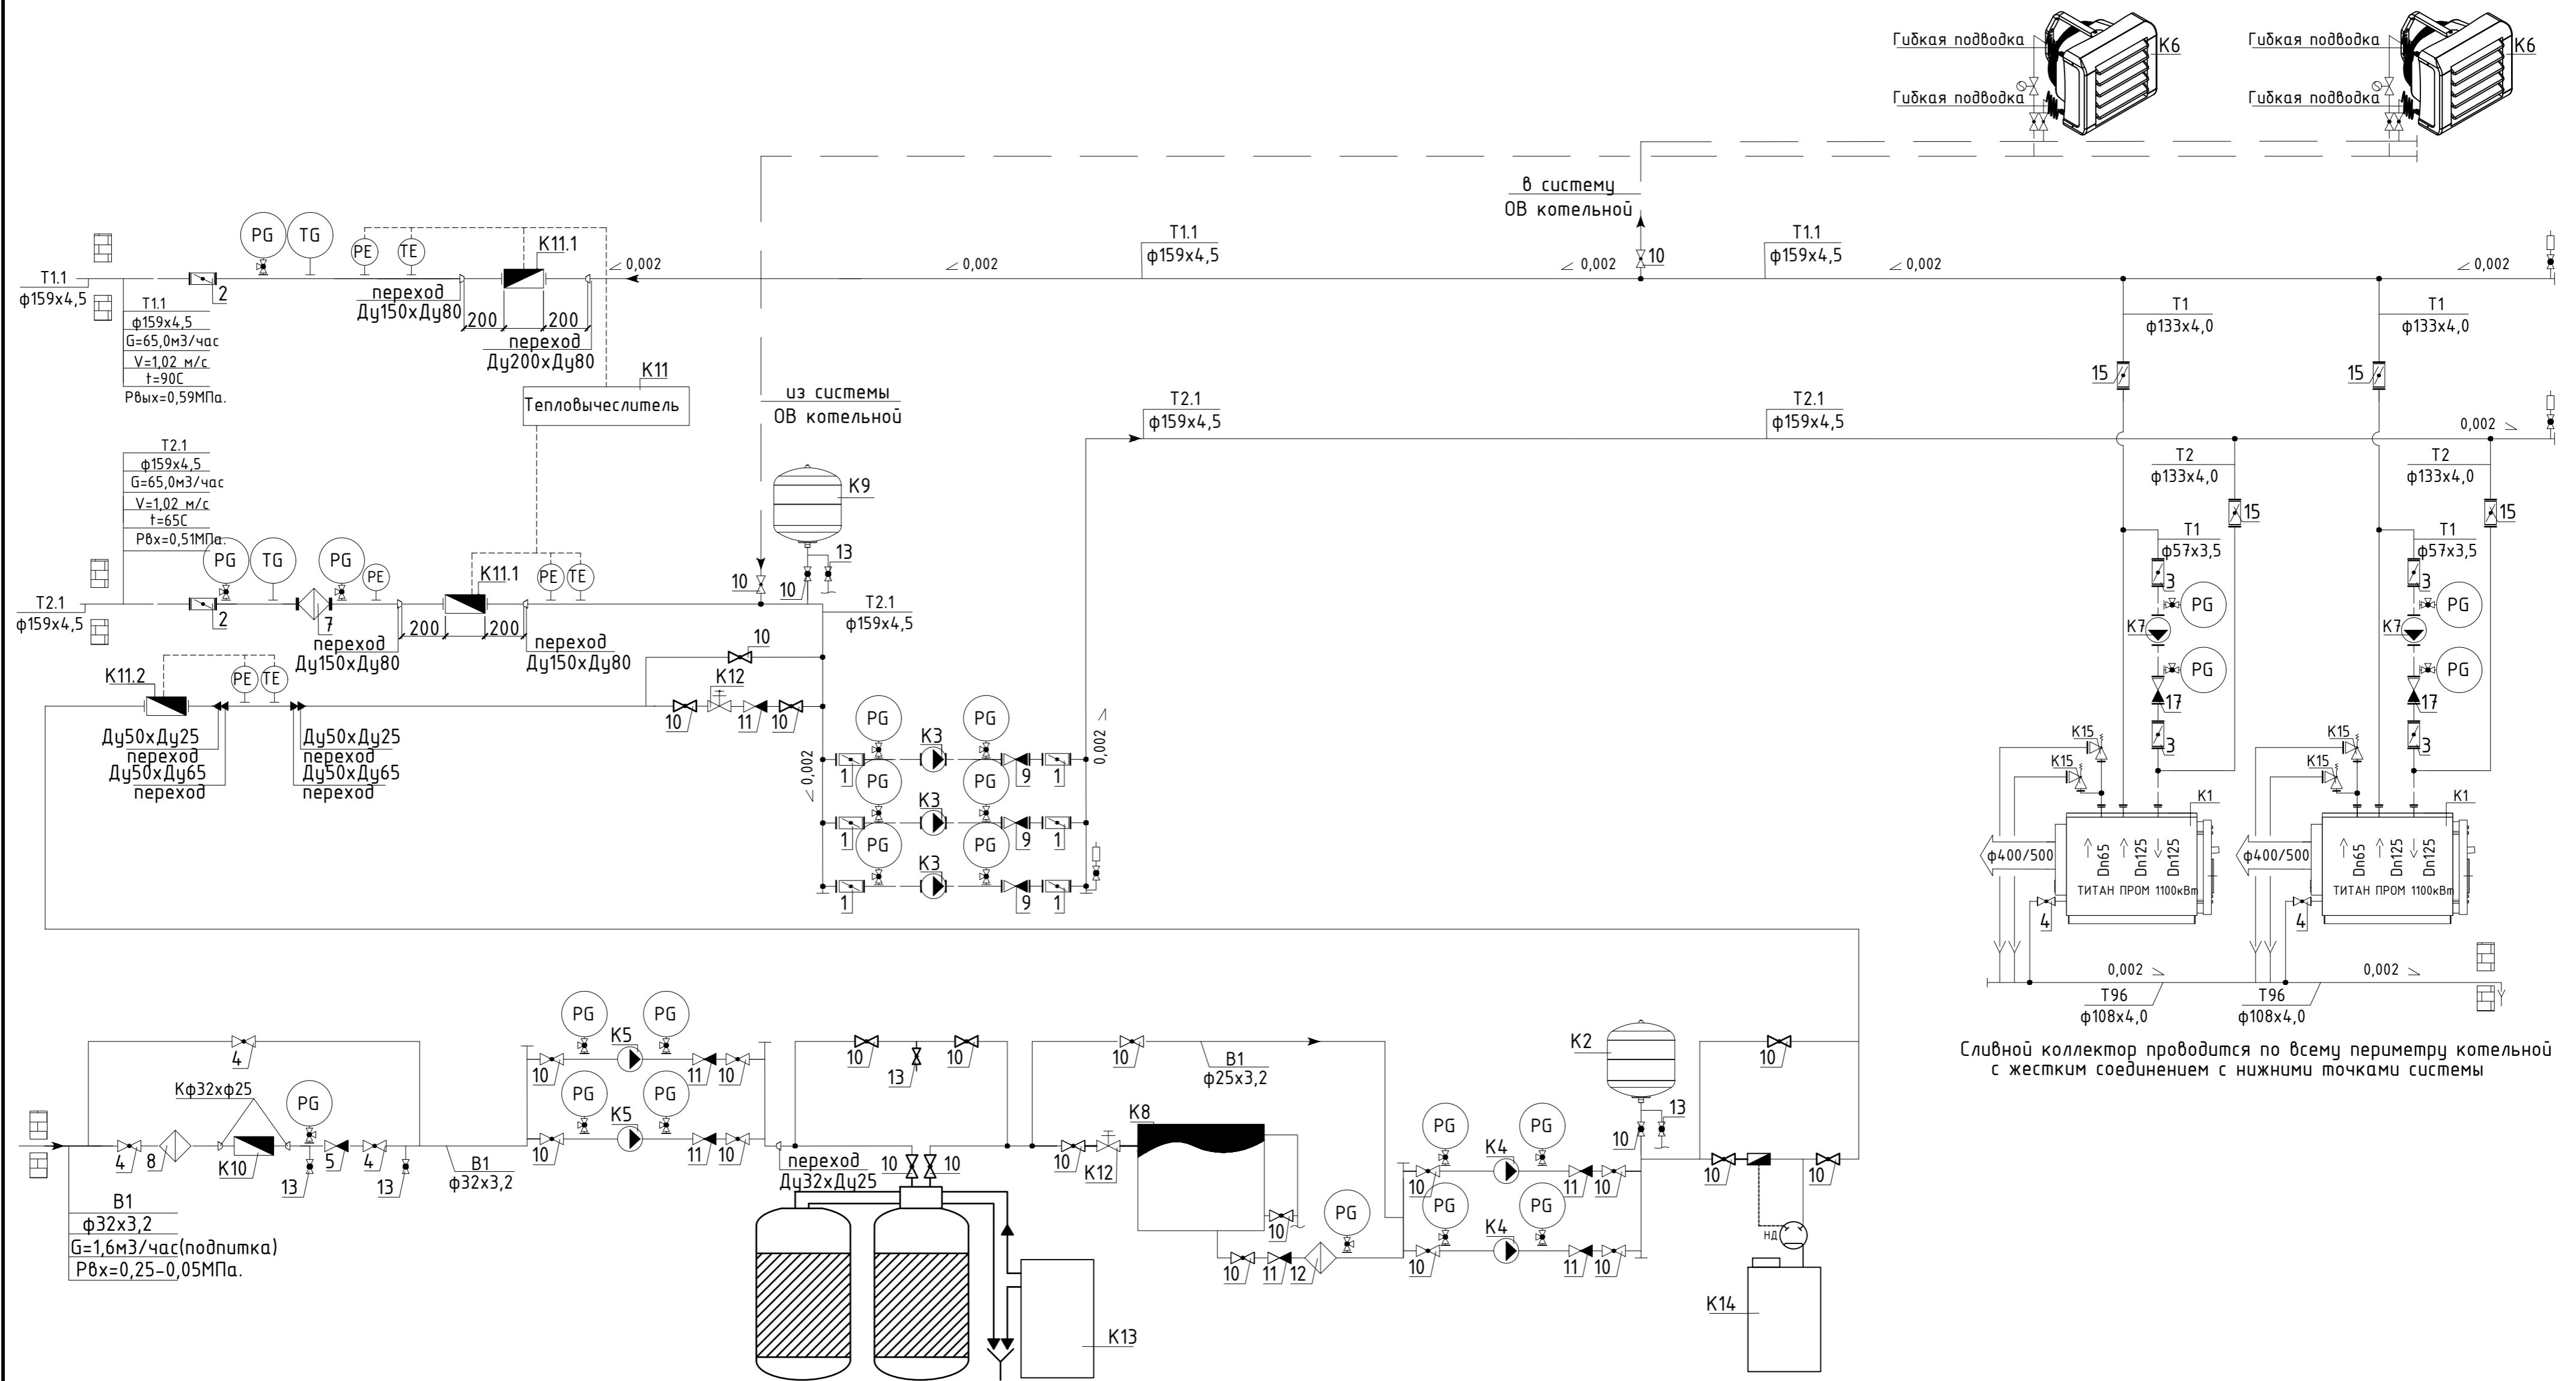 Гибкая подводка
К6
Гибкая подводка
К6
Гибкая подводка
Гибкая подводка
в систему
ОВ котельной
PG
TG
PE
TE
К11.1
∠ 0,002
∠ 0,002
Т1.1
ф159х4,5
∠ 0,002
10
Т1.1
ф159х4,5
∠ 0,002
∠ 0,002
Т1.1
ф159х4,5
2
Т1.1
ф159х4,5
G=65,0м3/час
V=1,02 м/с
t=90С
Рвых=0,59МПа.
переход
Ду150хДу80
200
200
переход
Ду200хДу80
К11
Тепловычеслитель
из системы
ОВ котельной
Т1
ф133х4,0
Т1
ф133х4,0
15
15
Т2.1
ф159х4,5
Т2.1
ф159х4,5
0,002
Т2
ф133х4,0
Т2
ф133х4,0
15
15
Т2.1
ф159х4,5
G=65,0м3/час
V=1,02 м/с
t=65С
Рвх=0,51МПа.
К9
13
10
10
PG
TG
PG
PE
К11.1
PE
TE
Т2.1
ф159х4,5
2
7
переход
Ду150хДу80
200
200
переход
Ду150хДу80
Т2.1
ф159х4,5
Т1
ф57х3,5
Т1
ф57х3,5
3
3
PG
PG
К7
К7
PG
PG
17
17
3
3
10
К11.2
PE
TE
К12
10
11
10
Ду50хДу25
переход
Ду50хДу65
переход
Ду50хДу25
переход
Ду50хДу65
переход
∠ 0,002
0,002
PG
К3
PG
1
9
1
PG
К3
PG
1
9
1
PG
К3
PG
1
9
1
К15
К15
К15
К15
К1
К1
ф400/500
Dn65
Dn125
Dn125
ТИТАН ПРОМ 1100кВт
4
ф400/500
Dn65
Dn125
Dn125
ТИТАН ПРОМ 1100кВт
4
0,002
0,002
Т96
ф108х4,0
Т96
ф108х4,0
Сливной коллектор проводится по всему периметру котельной
с жестким соединением с нижними точками системы
4
Кф32хф25
PG
4
8
К10
13
5
4
13
В1
ф32х3,2
В1
ф32х3,2
G=1,6м3/час(подпитка)
Рвх=0,25-0,05МПа.
PG
PG
К5
10
11
10
PG
PG
К5
10
11
10
10
13
10
переход
Ду32хДу25
10
10
К13
10
В1
ф25х3,2
10
К12
К8
10
10
11
12
PG
PG
PG
К4
10
11
10
PG
PG
К4
10
11
10
К2
13
10
10
10
10
НД
К14